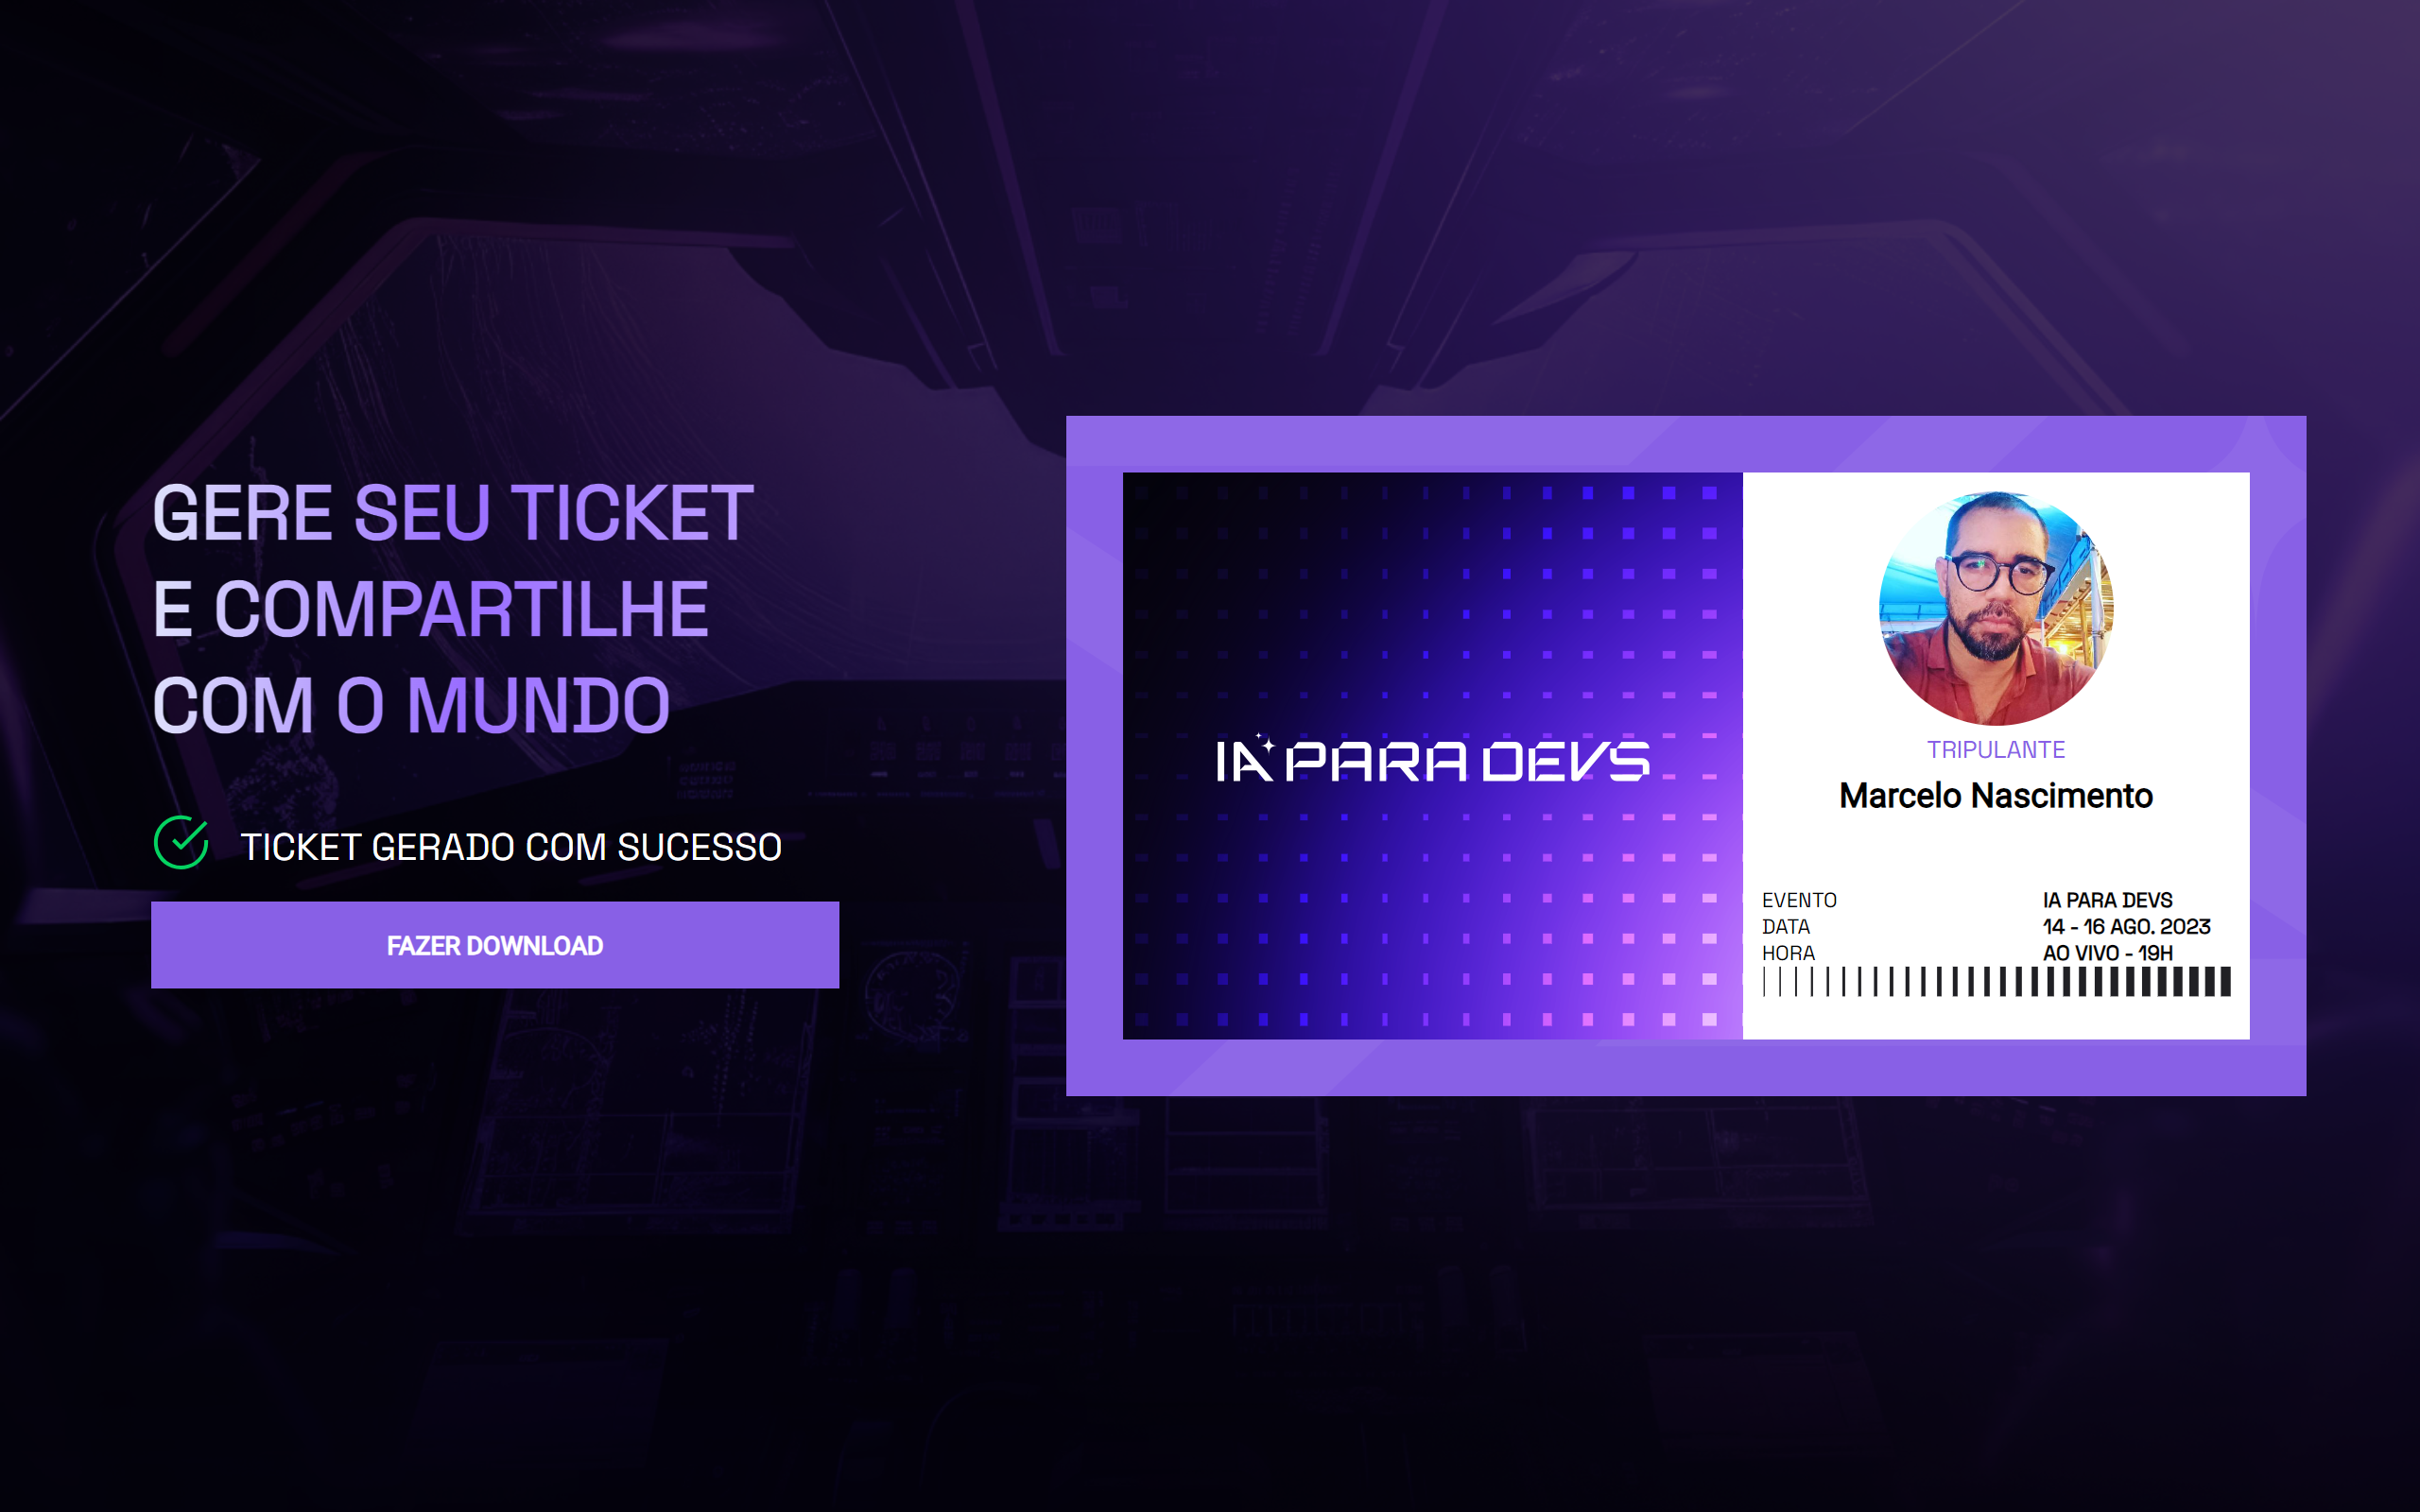 GERE SEU TICKET
E COMPARTILHE
COM O MUNDO
TICKET GERADO COM SUCESSO
FAZER DOWNLOAD
IA PARA DEVS
TRIPULANTE
Marcelo Nascimento
EVENTO IA PARA DEVS
DATA 14 - 16 AGO. 2023
HORA AO VIVO - 19H